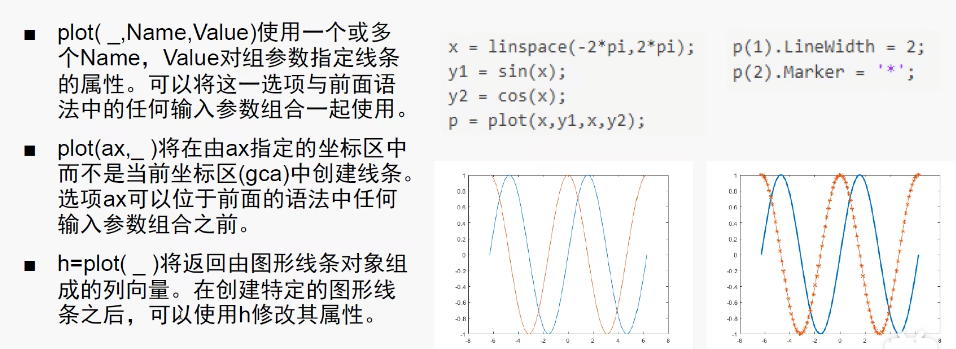 ■ plot( _,Name,Value)使用一个或多
个Name，Value对组参数指定线条
的属性。可以将这一选项与前面语
法中的任何输入参数组合一起使用。
■ plot(ax,_ )将在由ax指定的坐标区中
而不是当前坐标区(gca)中创建线条。
选项ax可以位于前面的语法中任何
输入参数组合之前。
■ h=plot( _ )将返回由图形线条对象组
成的列向量。在创建特定的图形线
条之后，可以使用h修改其属性。
x = linspace(-2*pi,2*pi);
y1 = sin(x);
y2 = cos(x);
p = plot(x,y1,x,y2);
p(1).LineWidth = 2;
p(2).Marker = '*';
1
0.8
0.6
0.4
0.2
0
-0.2
-0.4
-0.6
-0.8
-1
-8 -6 -4 -2 0 2 4 6 8
1
0.8
0.6
0.4
0.2
0
-0.2
-0.4
-0.6
-0.8
-1
-8 -6 -4 -2 0 2 4 6 8